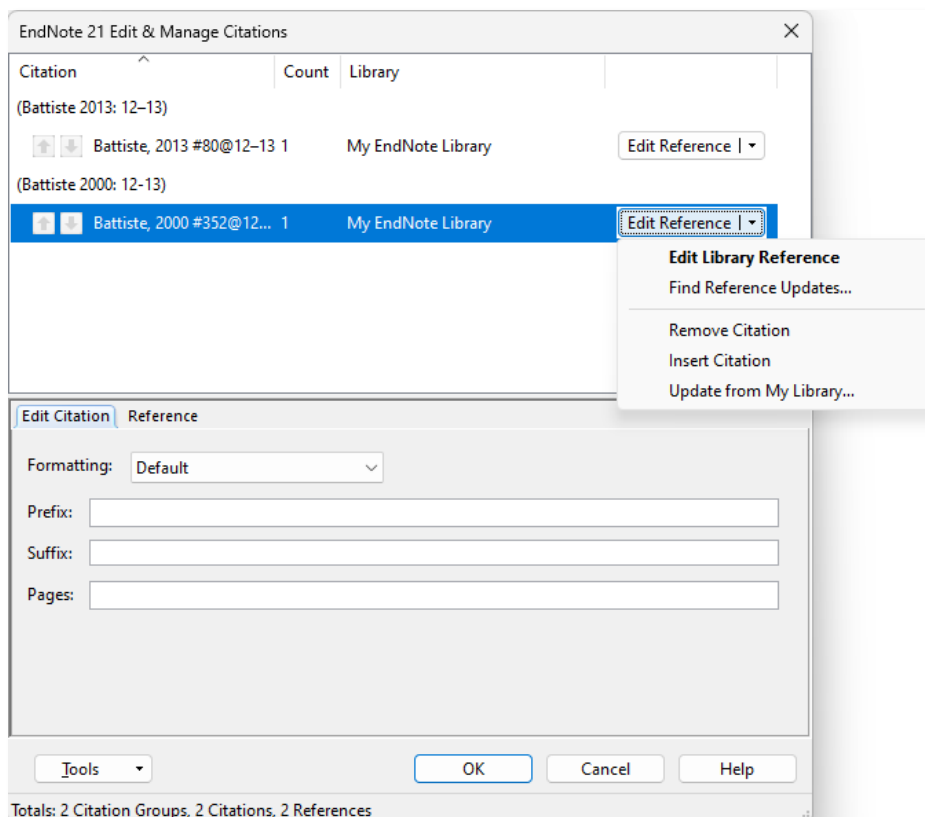 EndNote 21 Edit & Manage Citations
Citation Count Library
(Battiste 2013: 12–13)
Battiste, 2013 #80@12–13 1 My EndNote Library Edit Reference
(Battiste 2000: 12-13)
Battiste, 2000 #352@12... 1 My EndNote Library Edit Reference
Edit Library Reference
Find Reference Updates...
Remove Citation
Insert Citation
Update from My Library...
Edit Citation Reference
Formatting: Default
Prefix:
Suffix:
Pages:
Tools OK Cancel Help
Totals: 2 Citation Groups, 2 Citations, 2 References